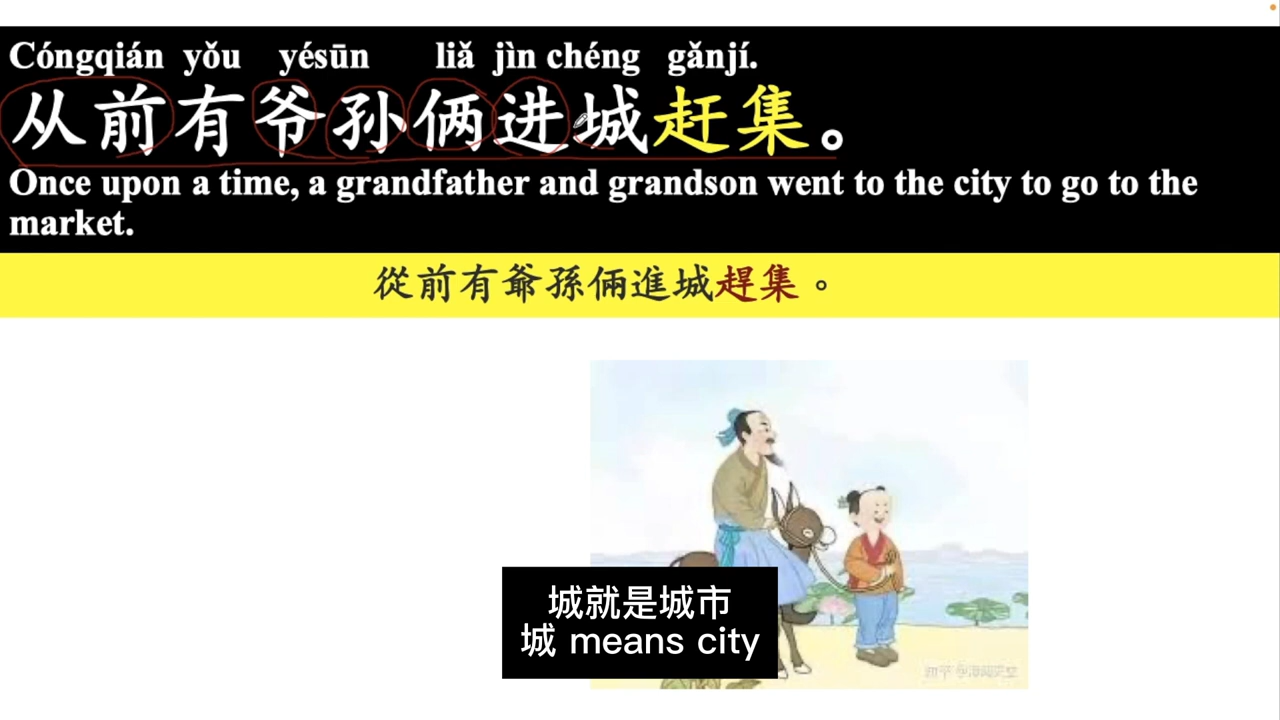 Cóngqián yǒu yésūn liǎ jìn chéng gǎnjí.
从前有爷孙俩进城赶集。
Once upon a time, a grandfather and grandson went to the city to go to the
market.
從前有爺孫倆進城趕集。
城就是城市
城 means city